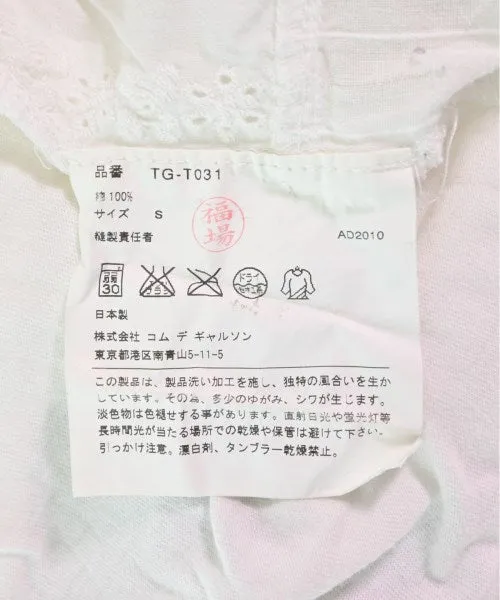 品番 TG-T031
綿 100%
サイズ S
福場
縫製責任者
AD2010
30
エンソサラシ
ドライ
日本製
株式会社 コム デ ギャルソン
東京都港区南青山5-11-5
この製品は、製品洗い加工を施し、独特の風合いを生か
しています。その為、多少のゆがみ、シワが生じます。
淡色物は色褪せする事があります。直射日光や蛍光灯等
長時間光が当たる場所での乾燥や保管は避けて下さい。
引っかけ注意。漂白剤、タンブラー乾燥禁止。